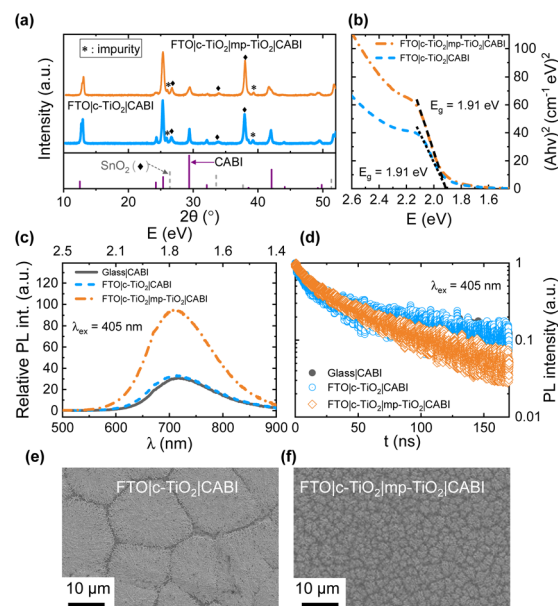 (a)
* : impurity
FTO|c-TiO₂|mp-TiO₂|CABI
FTO|c-TiO₂|CABI
SnO₂ (♦)
CABI
Intensity (a.u.)
10 20 30 40 50
2θ (°)
(b)
FTO|c-TiO₂|mp-TiO₂|CABI
FTO|c-TiO₂|CABI
E_g = 1.91 eV
E_g = 1.91 eV
100
80
60
40
20
0
(Ahv)² (cm⁻¹ eV)²
2.6 2.4 2.2 2.0 1.8 1.6
E (eV)
(c)
E (eV)
2.5 2.1 1.8 1.6 1.4
Glass|CABI
FTO|c-TiO₂|CABI
FTO|c-TiO₂|mp-TiO₂|CABI
λ_ex = 405 nm
120
100
80
60
40
20
0
Relative PL int. (a.u.)
500 600 700 800 900
λ (nm)
(d)
λ_ex = 405 nm
Glass|CABI
FTO|c-TiO₂|CABI
FTO|c-TiO₂|mp-TiO₂|CABI
1
0.1
0.01
PL intensity (a.u.)
0 50 100 150
t (ns)
(e)
FTO|c-TiO₂|CABI
10 µm
(f)
FTO|c-TiO₂|mp-TiO₂|CABI
10 µm